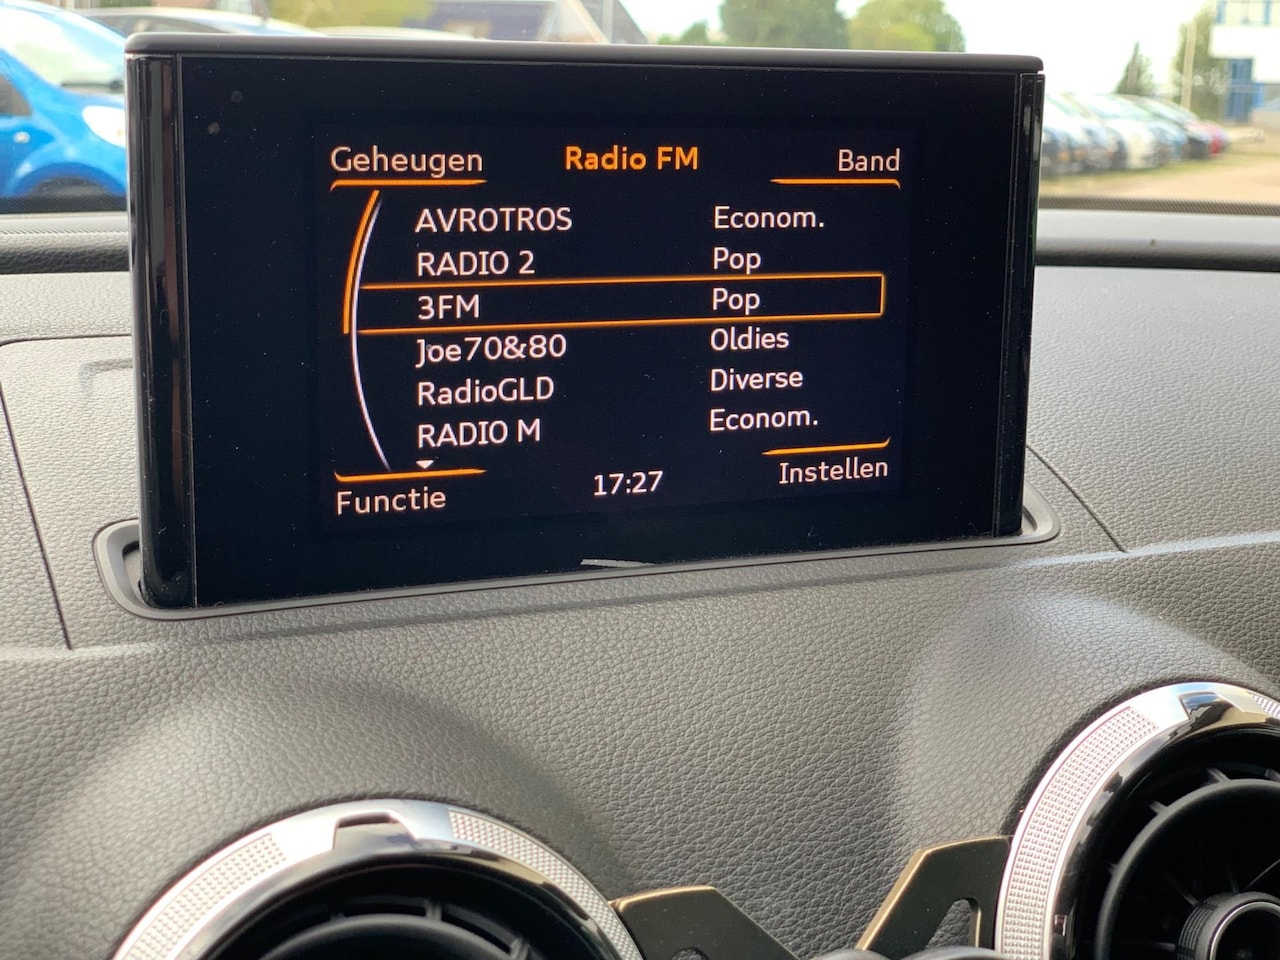 Geheugen Radio FM Band
AVROTROS Econom.
RADIO 2 Pop
3FM Pop
Joe70&80 Oldies
RadioGLD Diverse
RADIO M Econom.
Functie 17:27 Instellen